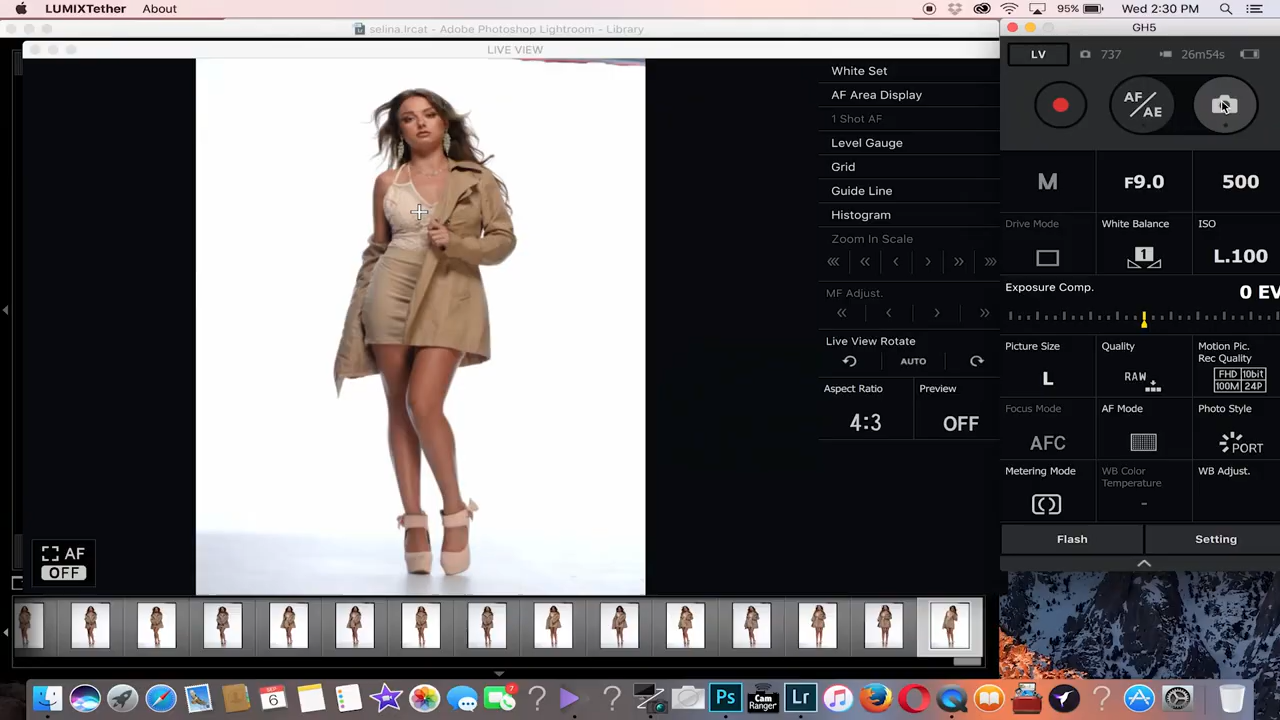 LUMIXTether About 95% Wed 2:30 PM
selina.lrcat - Adobe Photoshop Lightroom - Library
GH5
LIVE VIEW
LV 737 26m54s
White Set
AF Area Display
AF/AE
1 Shot AF
Level Gauge
Grid
Guide Line
M F9.0 500
Histogram
Drive Mode White Balance ISO
Zoom In Scale
1 L.100
Exposure Comp.
0 EV
MF Adjust.
Live View Rotate
AUTO
Picture Size Quality Motion Pic.
Rec Quality
L RAW FHD 10bit
100M 24P
Aspect Ratio Preview
4:3 OFF
Focus Mode AF Mode Photo Style
AFC PORT
Metering Mode WB Color
Temperature WB Adjust.
-
Flash Setting
AF
OFF
SEP
6 7 ? ? ?
Ps Cam
Ranger Lr